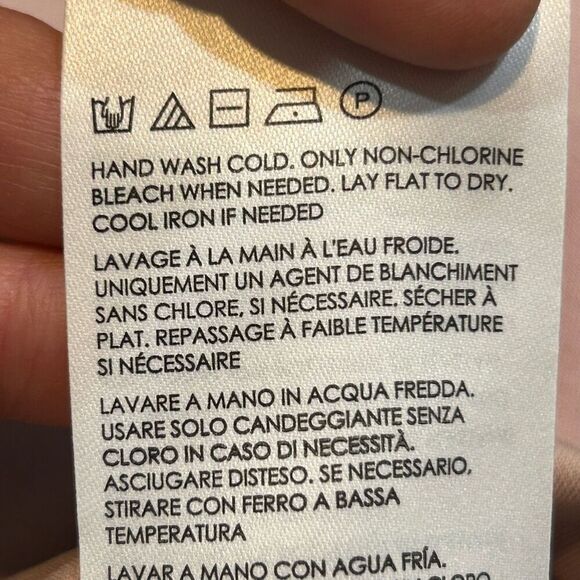 P
HAND WASH COLD. ONLY NON-CHLORINE
BLEACH WHEN NEEDED. LAY FLAT TO DRY.
COOL IRON IF NEEDED
LAVAGE À LA MAIN À L'EAU FROIDE.
UNIQUEMENT UN AGENT DE BLANCHIMENT
SANS CHLORE, SI NÉCESSAIRE. SÉCHER À
PLAT. REPASSAGE À FAIBLE TEMPÉRATURE
SI NÉCESSAIRE
LAVARE A MANO IN ACQUA FREDDA.
USARE SOLO CANDEGGIANTE SENZA
CLORO IN CASO DI NECESSITÀ.
ASCIUGARE DISTESO. SE NECESSARIO,
STIRARE CON FERRO A BASSA
TEMPERATURA
LAVAR A MANO CON AGUA FRÍA.
CLORO